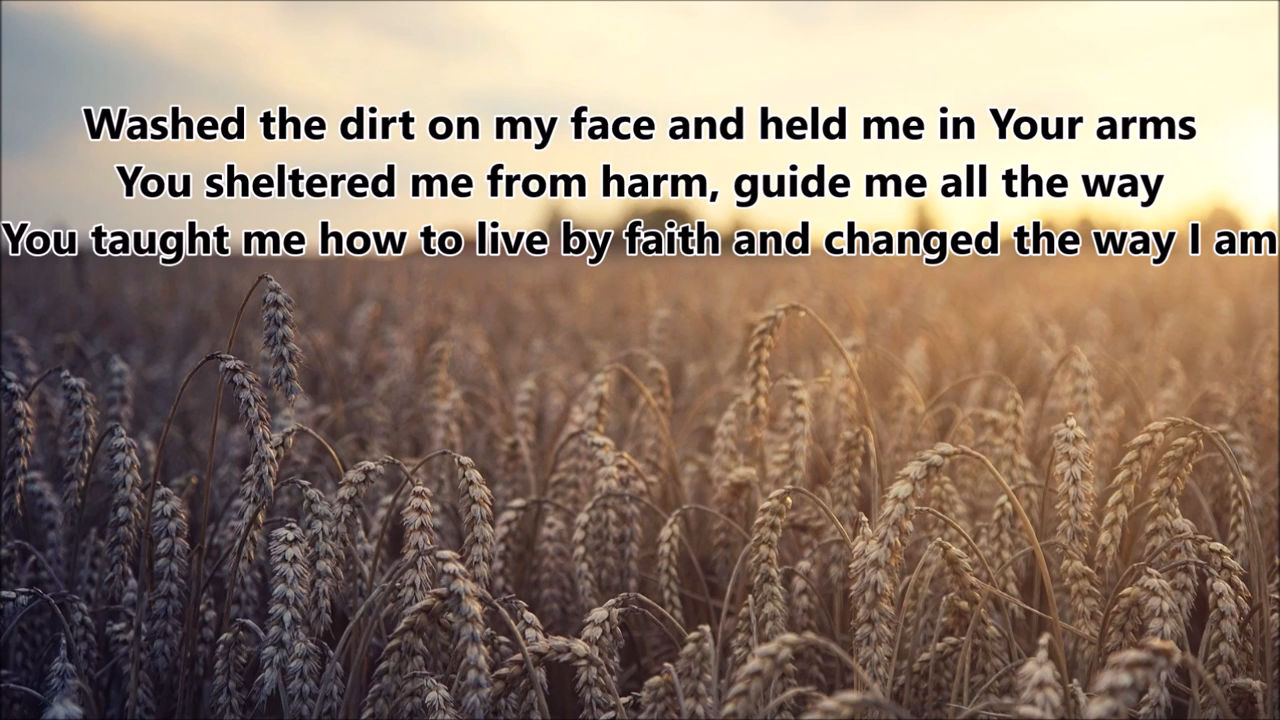 Washed the dirt on my face and held me in Your arms
You sheltered me from harm, guide me all the way
You taught me how to live by faith and changed the way I am